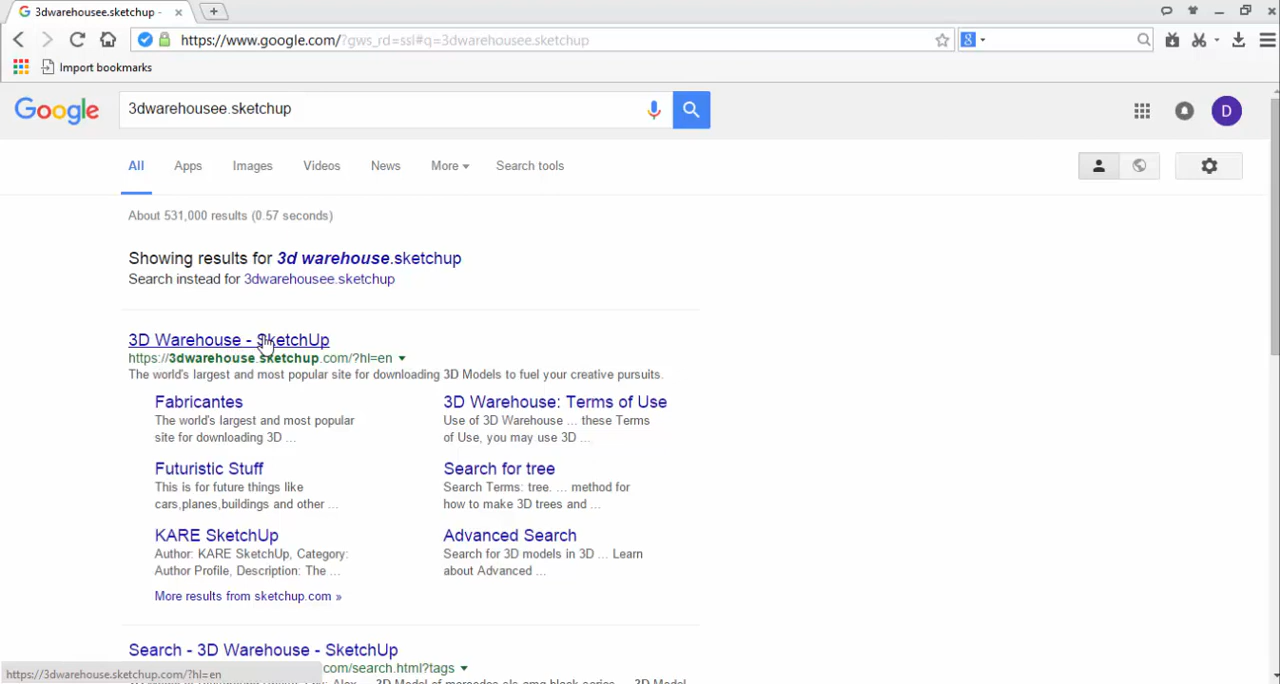 3dwarehousee.sketchup -
https://www.google.com/?gws_rd=ssl#q=3dwarehousee.sketchup
Import bookmarks
Google
3dwarehousee.sketchup
D
All Apps Images Videos News More Search tools
About 531,000 results (0.57 seconds)
Showing results for 3d warehouse.sketchup
Search instead for 3dwarehousee.sketchup
3D Warehouse - SketchUp
https://3dwarehouse.sketchup.com/?hl=en
The world's largest and most popular site for downloading 3D Models to fuel your creative pursuits.
Fabricantes
The world's largest and most popular
site for downloading 3D ...
3D Warehouse: Terms of Use
Use of 3D Warehouse ... these Terms
of Use, you may use 3D ...
Futuristic Stuff
This is for future things like
cars,planes,buildings and other ...
Search for tree
Search Terms: tree. ... method for
how to make 3D trees and ...
KARE SketchUp
Author: KARE SketchUp, Category:
Author Profile, Description: The ...
Advanced Search
Search for 3D models in 3D ... Learn
about Advanced ...
More results from sketchup.com »
Search - 3D Warehouse - SketchUp
.com/search.html?tags
https://3dwarehouse.sketchup.com/?hl=en